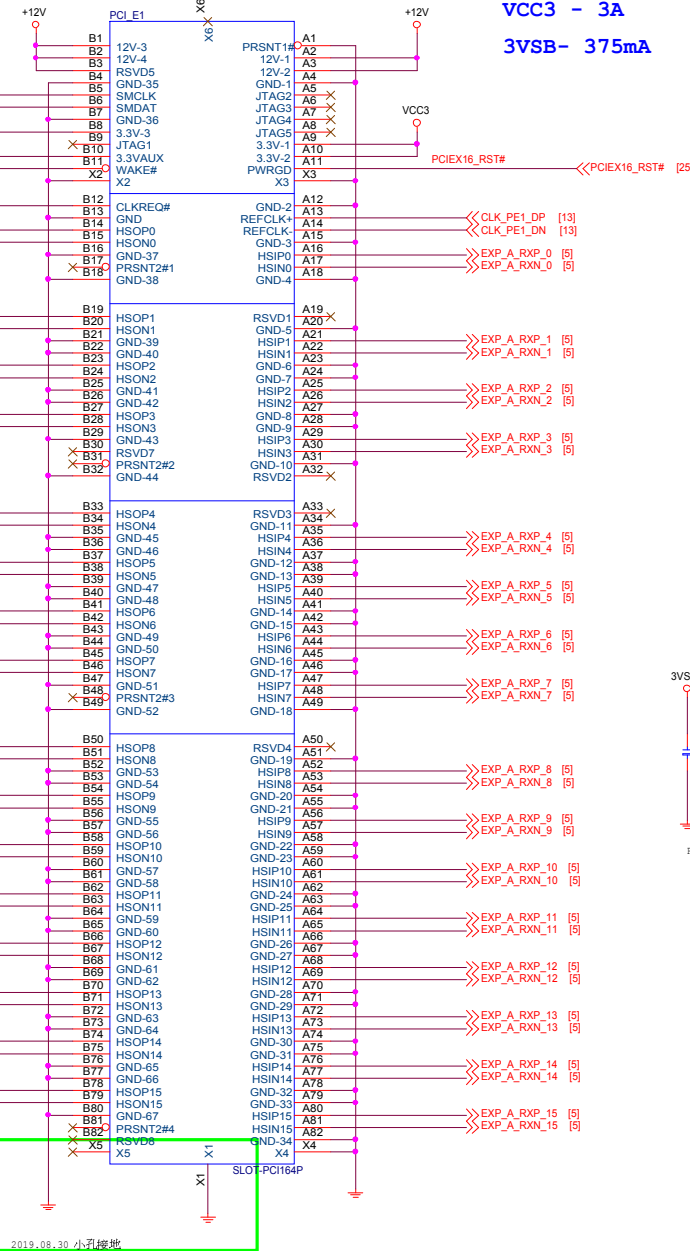 X6
+12V
PCI_E1
+12V
VCC3 - 3A
X6
3VSB- 375mA
B1 12V-3 PRSNT1# A1
B2 12V-4 12V-1 A2
B3 RSVD5 12V-2 A3
B4 GND-35 GND-1 A4
B5 SMCLK JTAG2 A5
B6 SMDAT JTAG3 A6
B7 GND-36 JTAG4 A7
VCC3
B8 3.3V-3 JTAG5 A8
B9 JTAG1 3.3V-1 A9
B10 3.3VAUX 3.3V-2 A10
B11 WAKE# PWRGD A11 PCIEX16_RST# PCIEX16_RST# [25
X2 X2 X3 X3
B12 CLKREQ# GND-2 A12
B13 GND REFCLK+ A13 CLK_PE1_DP [13]
B14 HSOP0 REFCLK- A14 CLK_PE1_DN [13]
B15 HSON0 GND-3 A15
B16 GND-37 HSIP0 A16 EXP_A_RXP_0 [5]
B17 PRSNT2#1 HSIN0 A17 EXP_A_RXN_0 [5]
B18 GND-38 GND-4 A18
B19 HSOP1 RSVD1 A19
B20 HSON1 GND-5 A20
B21 GND-39 HSIP1 A21 EXP_A_RXP_1 [5]
B22 GND-40 HSIN1 A22 EXP_A_RXN_1 [5]
B23 HSOP2 GND-6 A23
B24 HSON2 GND-7 A24
B25 GND-41 HSIP2 A25 EXP_A_RXP_2 [5]
B26 GND-42 HSIN2 A26 EXP_A_RXN_2 [5]
B27 HSOP3 GND-8 A27
B28 HSON3 GND-9 A28
B29 GND-43 HSIP3 A29 EXP_A_RXP_3 [5]
B30 RSVD7 HSIN3 A30 EXP_A_RXN_3 [5]
B31 PRSNT2#2 GND-10 A31
B32 GND-44 RSVD2 A32
B33 HSOP4 RSVD3 A33
B34 HSON4 GND-11 A34
B35 GND-45 HSIP4 A35 EXP_A_RXP_4 [5]
B36 GND-46 HSIN4 A36 EXP_A_RXN_4 [5]
B37 HSOP5 GND-12 A37
B38 HSON5 GND-13 A38
B39 GND-47 HSIP5 A39 EXP_A_RXP_5 [5]
B40 GND-48 HSIN5 A40 EXP_A_RXN_5 [5]
B41 HSOP6 GND-14 A41
B42 HSON6 GND-15 A42
B43 GND-49 HSIP6 A43 EXP_A_RXP_6 [5]
B44 GND-50 HSIN6 A44 EXP_A_RXN_6 [5]
B45 HSOP7 GND-16 A45
B46 HSON7 GND-17 A46
3VS
B47 GND-51 HSIP7 A47 EXP_A_RXP_7 [5]
B48 PRSNT2#3 HSIN7 A48 EXP_A_RXN_7 [5]
B49 GND-52 GND-18 A49
B50 HSOP8 RSVD4 A50
B51 HSON8 GND-19 A51
B52 GND-53 HSIP8 A52 EXP_A_RXP_8 [5]
B53 GND-54 HSIN8 A53 EXP_A_RXN_8 [5]
B54 HSOP9 GND-20 A54
B55 HSON9 GND-21 A55
B56 GND-55 HSIP9 A56 EXP_A_RXP_9 [5]
B57 GND-56 HSIN9 A57 EXP_A_RXN_9 [5]
B58 HSOP10 GND-22 A58
B59 HSON10 GND-23 A59
B60 GND-57 HSIP10 A60 EXP_A_RXP_10 [5]
B61 GND-58 HSIN10 A61 EXP_A_RXN_10 [5]
B62 HSOP11 GND-24 A62
B63 HSON11 GND-25 A63
B64 GND-59 HSIP11 A64 EXP_A_RXP_11 [5]
B65 GND-60 HSIN11 A65 EXP_A_RXN_11 [5]
B66 HSOP12 GND-26 A66
B67 HSON12 GND-27 A67
B68 GND-61 HSIP12 A68 EXP_A_RXP_12 [5]
B69 GND-62 HSIN12 A69 EXP_A_RXN_12 [5]
B70 HSOP13 GND-28 A70
B71 HSON13 GND-29 A71
B72 GND-63 HSIP13 A72 EXP_A_RXP_13 [5]
B73 GND-64 HSIN13 A73 EXP_A_RXN_13 [5]
B74 HSOP14 GND-30 A74
B75 HSON14 GND-31 A75
B76 GND-65 HSIP14 A76 EXP_A_RXP_14 [5]
B77 GND-66 HSIN14 A77 EXP_A_RXN_14 [5]
B78 HSOP15 GND-32 A78
B79 HSON15 GND-33 A79
B80 GND-67 HSIP15 A80 EXP_A_RXP_15 [5]
B81 PRSNT2#4 HSIN15 A81 EXP_A_RXN_15 [5]
B82 RSVD8 GND-34 A82
X5 X5 X1 X4 X4
X1
SLOT-PCI164P
2019.08.30 小孔接地